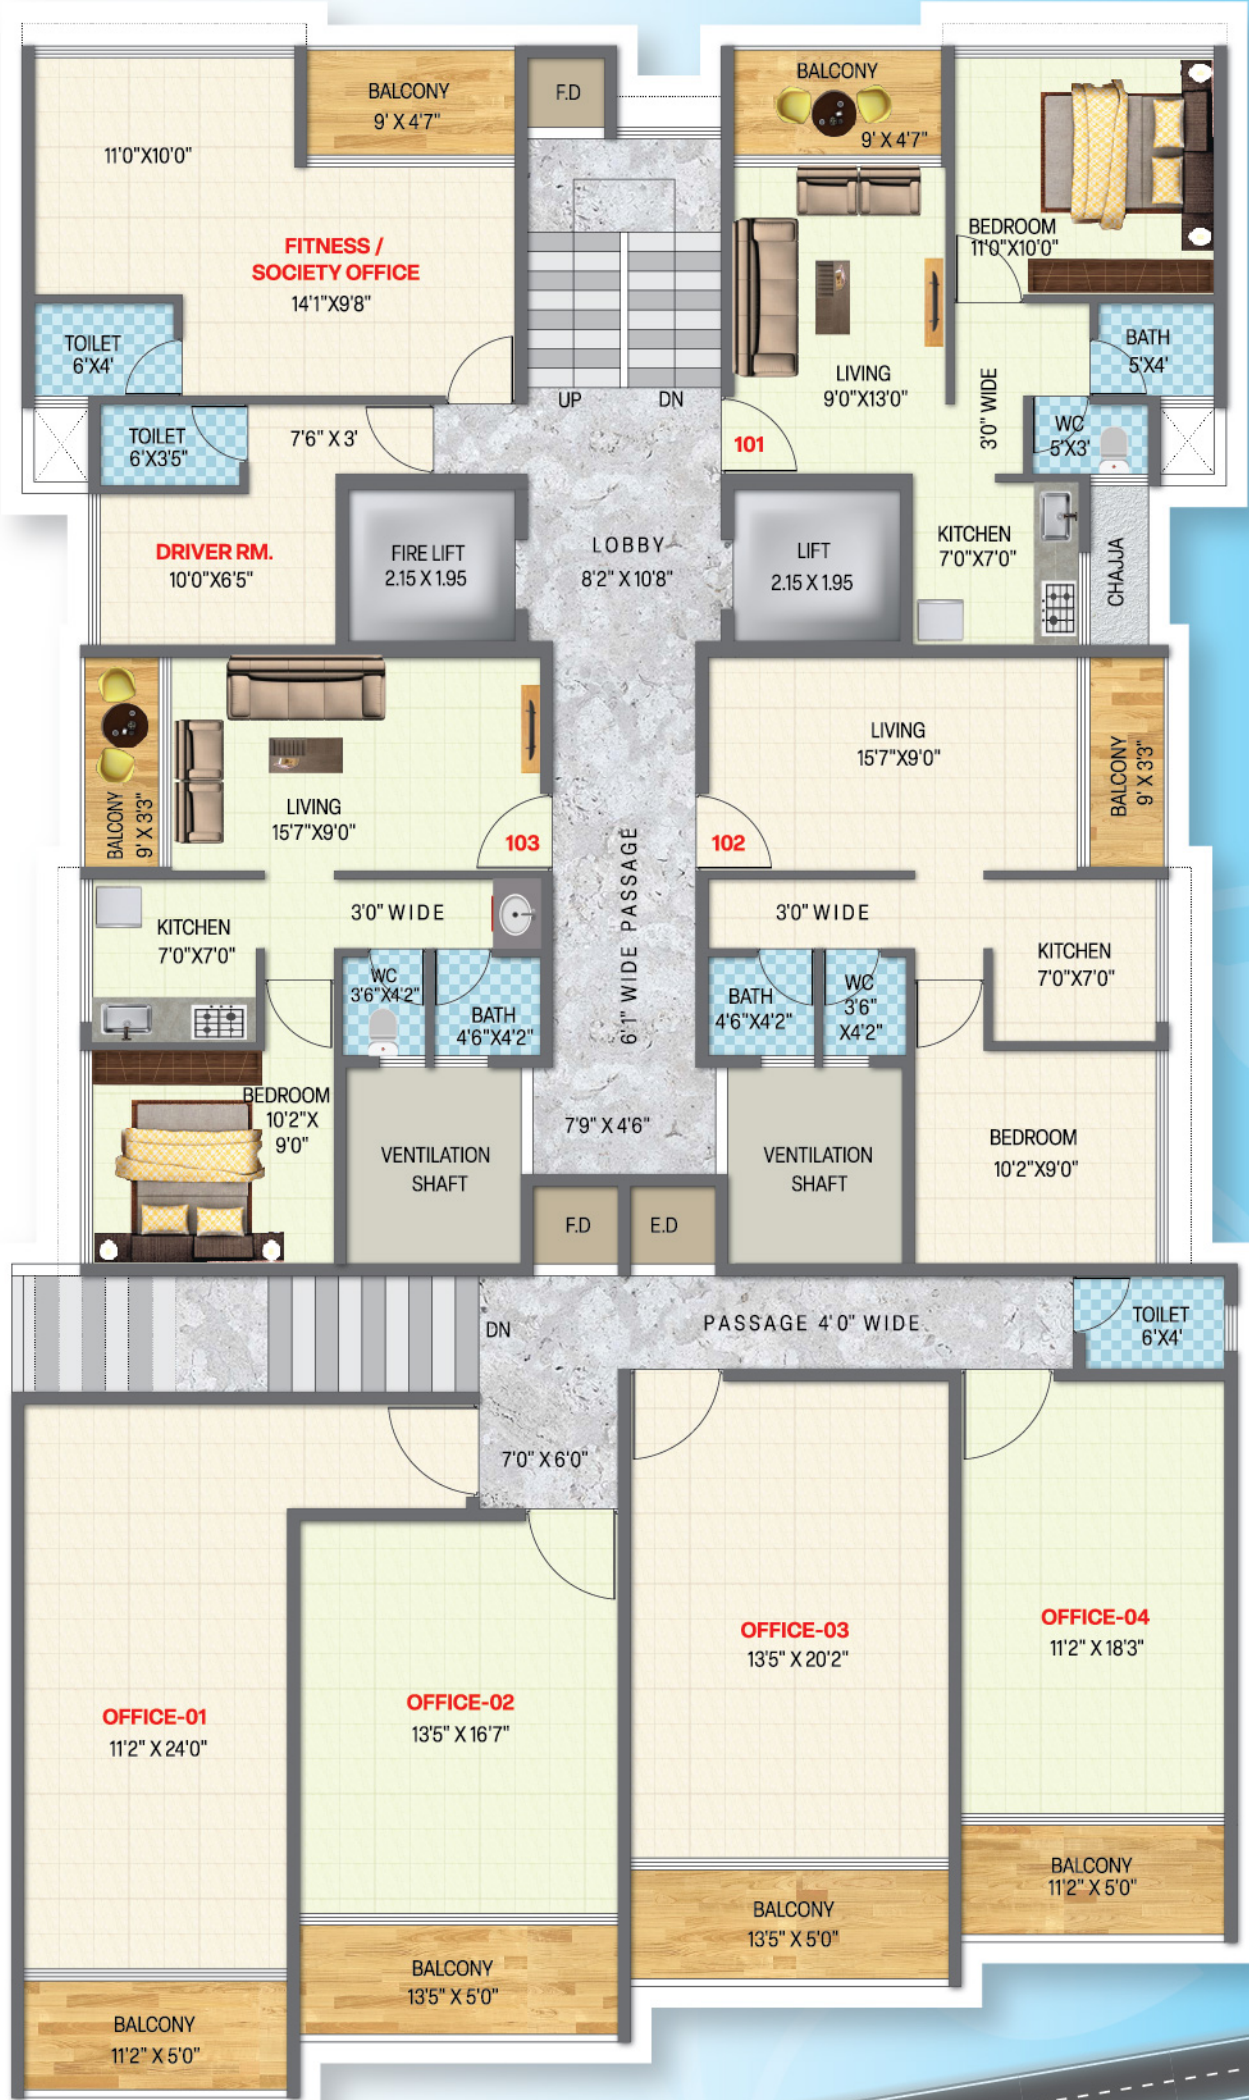 BALCONY
9' X 4'7"
F.D
BALCONY
9' X 4'7"
11'0"X10'0"
BEDROOM
11'0"X10'0"
FITNESS /
SOCIETY OFFICE
14'1"X9'8"
TOILET
6'X4'
BATH
5'X4'
LIVING
9'0"X13'0"
3'0" WIDE
UP
DN
TOILET
6'X3'5"
7'6" X 3'
101
WC
5'X3'
DRIVER RM.
10'0"X6'5"
FIRE LIFT
2.15 X 1.95
LOBBY
8'2" X 10'8"
LIFT
2.15 X 1.95
KITCHEN
7'0"X7'0"
CHAJJA
LIVING
15'7"X9'0"
BALCONY
9' X 3'3"
BALCONY
9' X 3'3"
LIVING
15'7"X9'0"
103
102
6'1" WIDE PASSAGE
KITCHEN
7'0"X7'0"
3'0" WIDE
3'0" WIDE
KITCHEN
7'0"X7'0"
WC
3'6"X4'2"
BATH
4'6"X4'2"
BATH
4'6"X4'2"
WC
3'6"
X4'2"
BEDROOM
10'2"X
9'0"
7'9" X 4'6"
VENTILATION
SHAFT
VENTILATION
SHAFT
BEDROOM
10'2"X9'0"
F.D
E.D
DN
PASSAGE 4'0" WIDE
TOILET
6'X4'
7'0" X 6'0"
OFFICE-01
11'2" X 24'0"
OFFICE-02
13'5" X 16'7"
OFFICE-03
13'5" X 20'2"
OFFICE-04
11'2" X 18'3"
BALCONY
11'2" X 5'0"
BALCONY
13'5" X 5'0"
BALCONY
13'5" X 5'0"
BALCONY
11'2" X 5'0"